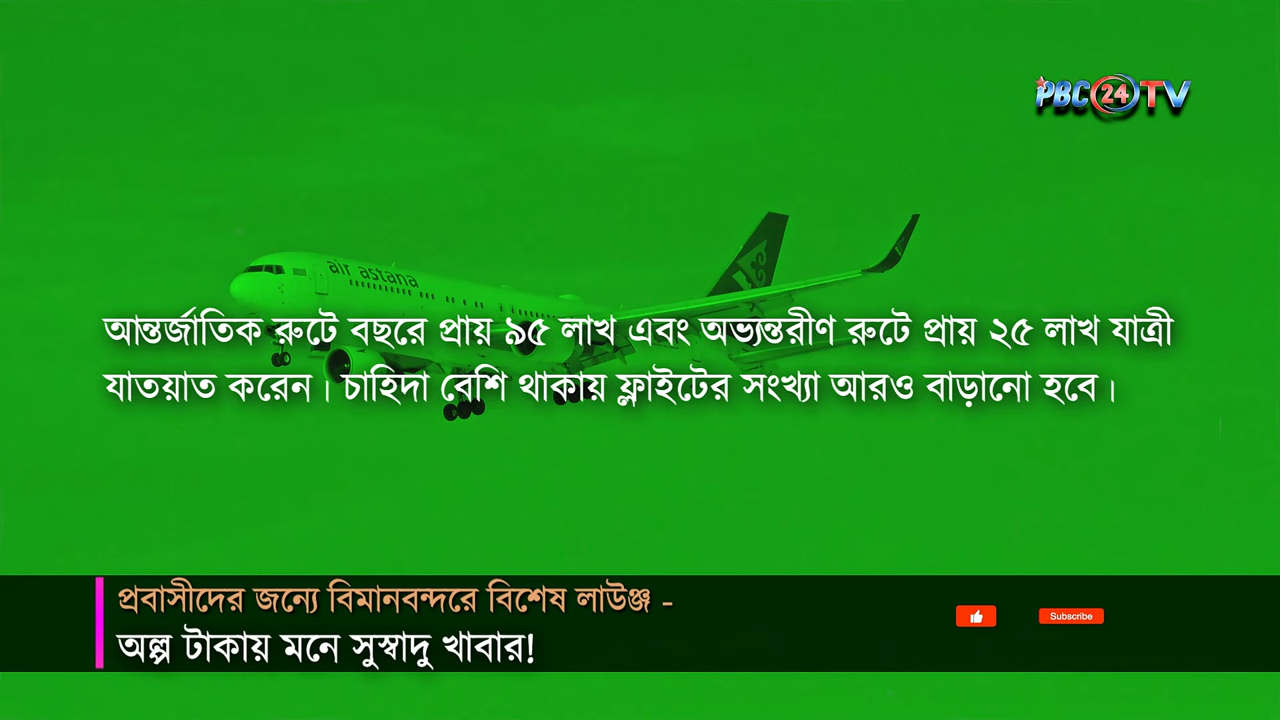 PBC 24 TV
air astana
আন্তর্জাতিক রুটে বছরে প্রায় ৯৫ লাখ এবং অভ্যন্তরীণ রুটে প্রায় ২৫ লাখ যাত্রী
যাতয়াত করেন। চাহিদা বেশি থাকায় ফ্লাইটের সংখ্যা আরও বাড়ানো হবে।
প্রবাসীদের জন্যে বিমানবন্দরে বিশেষ লাউঞ্জ -
অল্প টাকায় মনে সুস্বাদু খাবার!
Subscribe